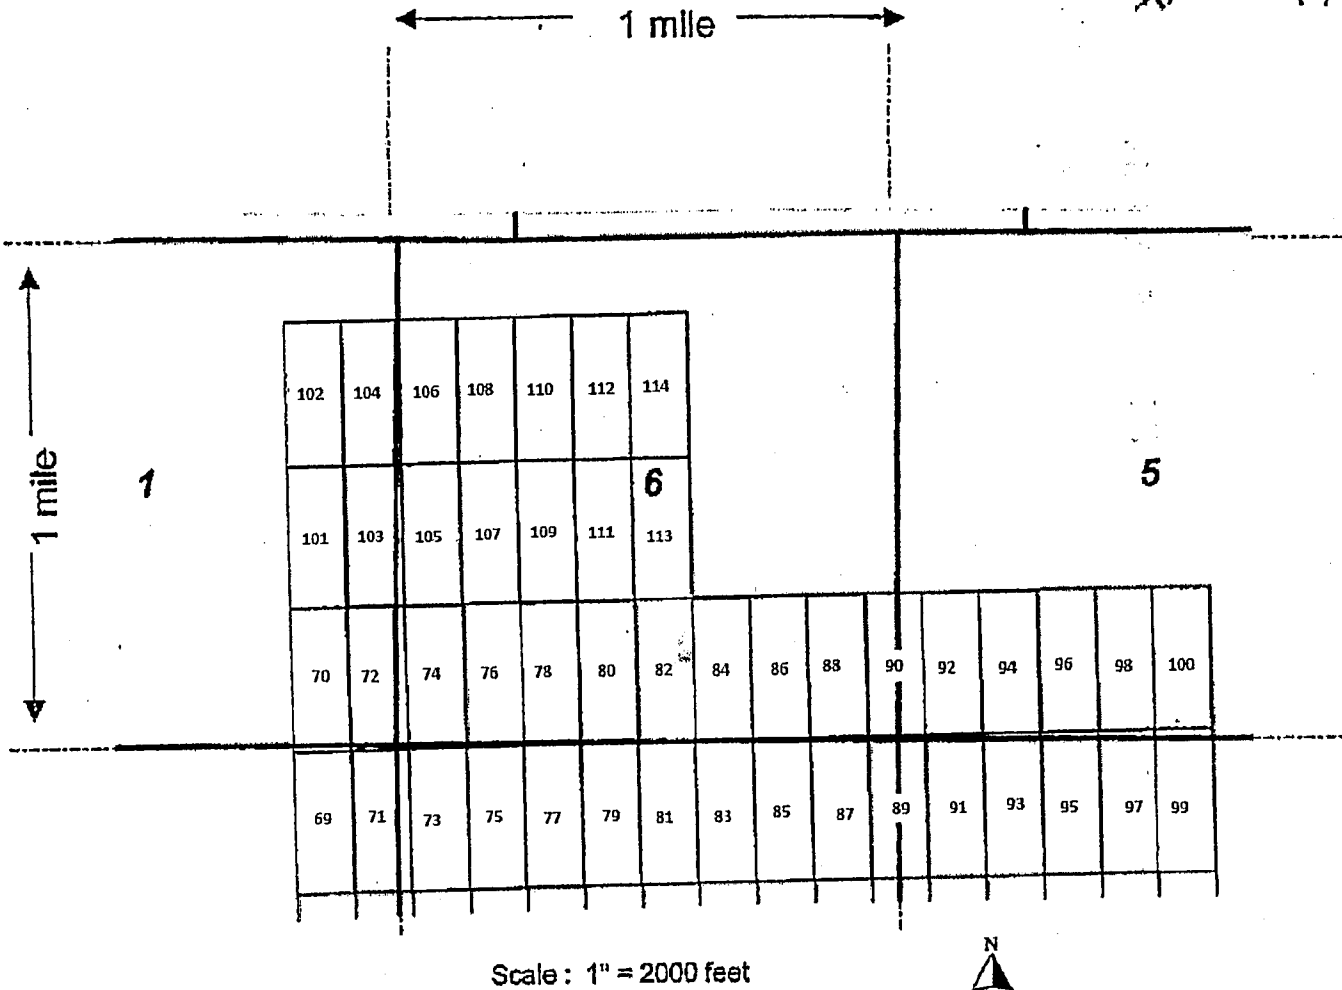 1 mile
102 104 106 108 110 112 114
1 mile
1 6 5
101 103 105 107 109 111 113
70 72 74 76 78 80 82 84 86 88 90 92 94 96 98 100
69 71 73 75 77 79 81 83 85 87 89 91 93 95 97 99
N
Scale : 1" = 2000 feet